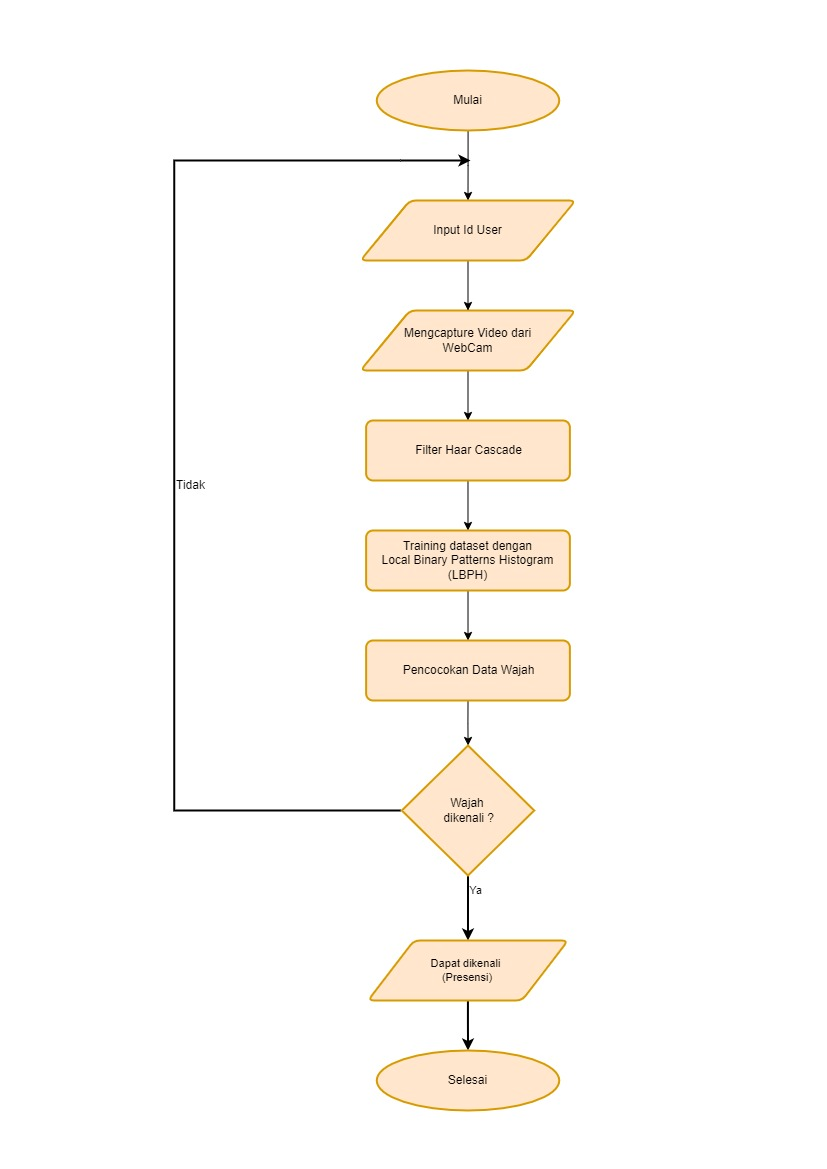 Mulai
Input Id User
Mengcapture Video dari
WebCam
Filter Haar Cascade
Tidak
Training dataset dengan
Local Binary Patterns Histogram
(LBPH)
Pencocokan Data Wajah
Wajah
dikenali ?
Ya
Dapat dikenali
(Presensi)
Selesai